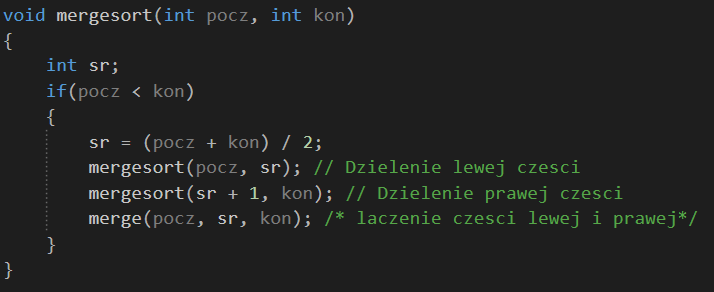 void mergesort(int pocz, int kon)
{
    int sr;
    if(pocz < kon)
    {
        sr = (pocz + kon) / 2;
        mergesort(pocz, sr); // Dzielenie lewej czesci
        mergesort(sr + 1, kon); // Dzielenie prawej czesci
        merge(pocz, sr, kon); /* laczenie czesci lewej i prawej*/
    }
}